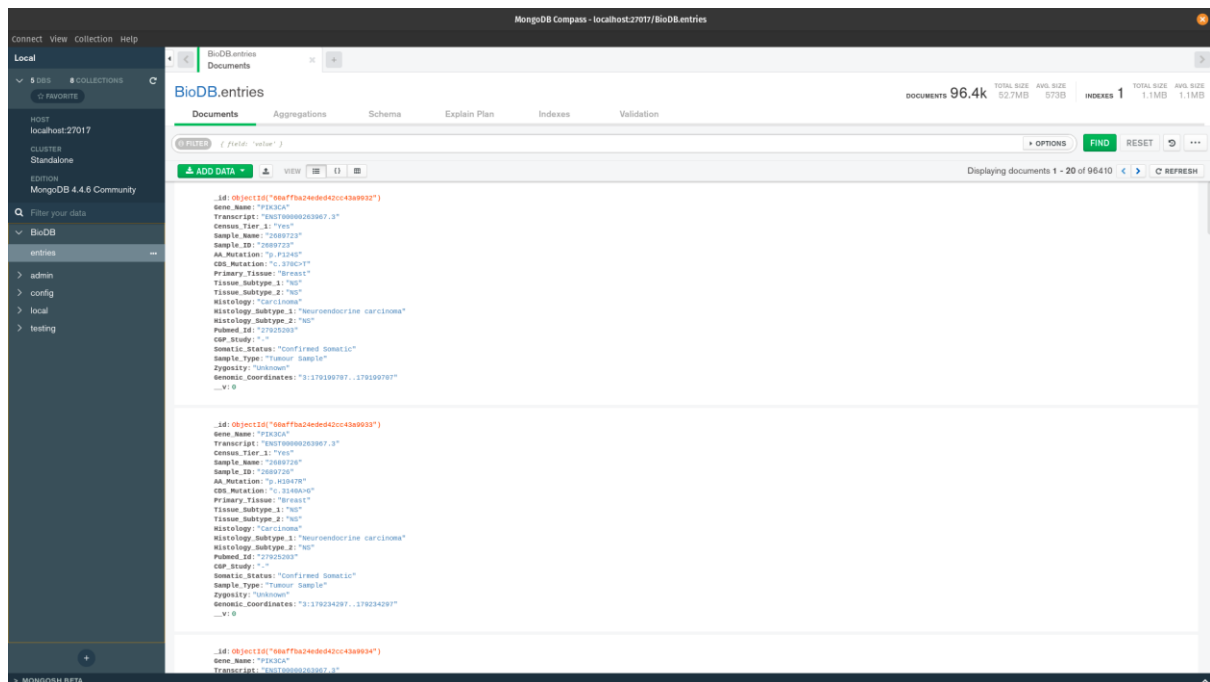 MongoDB Compass - localhost:27017/BioDB.entries
Connect View Collection Help
Local
5 DBS 8 COLLECTIONS
FAVORITE
HOST
localhost:27017
CLUSTER
Standalone
EDITION
MongoDB 4.4.6 Community
Filter your data
BioDB
entries
admin
config
local
testing
BioDB.entries
Documents
BioDB.entries
DOCUMENTS 96.4k TOTAL SIZE 52.7MB AVG. SIZE 573B INDEXES 1 TOTAL SIZE 1.1MB AVG. SIZE 1.1MB
Documents Aggregations Schema Explain Plan Indexes Validation
FILTER { field: 'value' } OPTIONS FIND RESET
ADD DATA VIEW Displaying documents 1 - 20 of 96410 REFRESH
_id: ObjectId("60affba24eded42cc43a0932")
Gene_Name: "PIK3CA"
Transcript: "ENST00000263967.3"
Census_Tier_1: "Yes"
Sample_Name: "2689723"
Sample_ID: "2689723"
AA_Mutation: "p.P124S"
CDS_Mutation: "c.370C>T"
Primary_Tissue: "Breast"
Tissue_Subtype_1: "NS"
Tissue_Subtype_2: "NS"
Histology: "Carcinoma"
Histology_Subtype_1: "Neuroendocrine carcinoma"
Histology_Subtype_2: "NS"
Pubmed_Id: "27925203"
CGP_Study: "-"
Somatic_Status: "Confirmed Somatic"
Sample_Type: "Tumour Sample"
Zygosity: "Unknown"
Genomic_Coordinates: "3:179199707..179199707"
__v: 0
_id: ObjectId("60affba24eded42cc43a0933")
Gene_Name: "PIK3CA"
Transcript: "ENST00000263967.3"
Census_Tier_1: "Yes"
Sample_Name: "2689726"
Sample_ID: "2689726"
AA_Mutation: "p.H1047R"
CDS_Mutation: "c.3140A>G"
Primary_Tissue: "Breast"
Tissue_Subtype_1: "NS"
Tissue_Subtype_2: "NS"
Histology: "Carcinoma"
Histology_Subtype_1: "Neuroendocrine carcinoma"
Histology_Subtype_2: "NS"
Pubmed_Id: "27925203"
CGP_Study: "-"
Somatic_Status: "Confirmed Somatic"
Sample_Type: "Tumour Sample"
Zygosity: "Unknown"
Genomic_Coordinates: "3:179234297..179234297"
__v: 0
_id: ObjectId("60affba24eded42cc43a0934")
Gene_Name: "PIK3CA"
Transcript: "ENST00000263967.3"
MONGOSH BETA